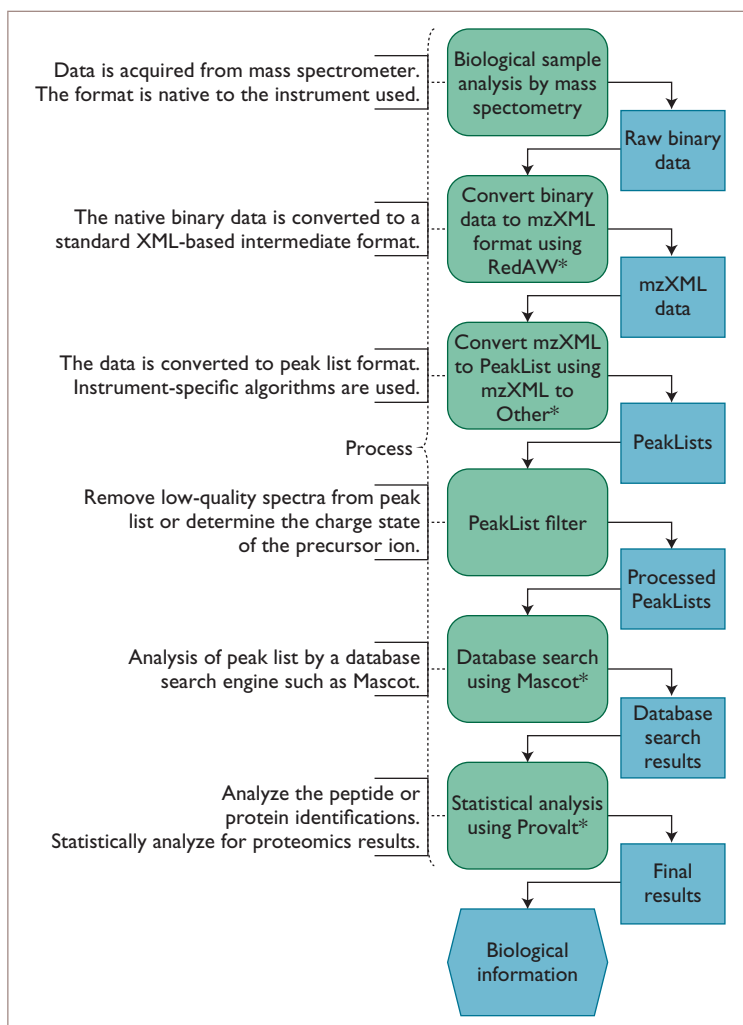 Data is acquired from mass spectrometer.
The format is native to the instrument used.
Biological sample
analysis by mass
spectometry
Raw binary
data
The native binary data is converted to a
standard XML-based intermediate format.
Convert binary
data to mzXML
format using
RedAW*
mzXML
data
The data is converted to peak list format.
Instrument-specific algorithms are used.
Convert mzXML
to PeakList using
mzXML to
Other*
PeakLists
Process
Remove low-quality spectra from peak
list or determine the charge state
of the precursor ion.
PeakList filter
Processed
PeakLists
Analysis of peak list by a database
search engine such as Mascot.
Database search
using Mascot*
Database
search
results
Analyze the peptide or
protein identifications.
Statistically analyze for proteomics results.
Statistical analysis
using Provalt*
Final
results
Biological
information